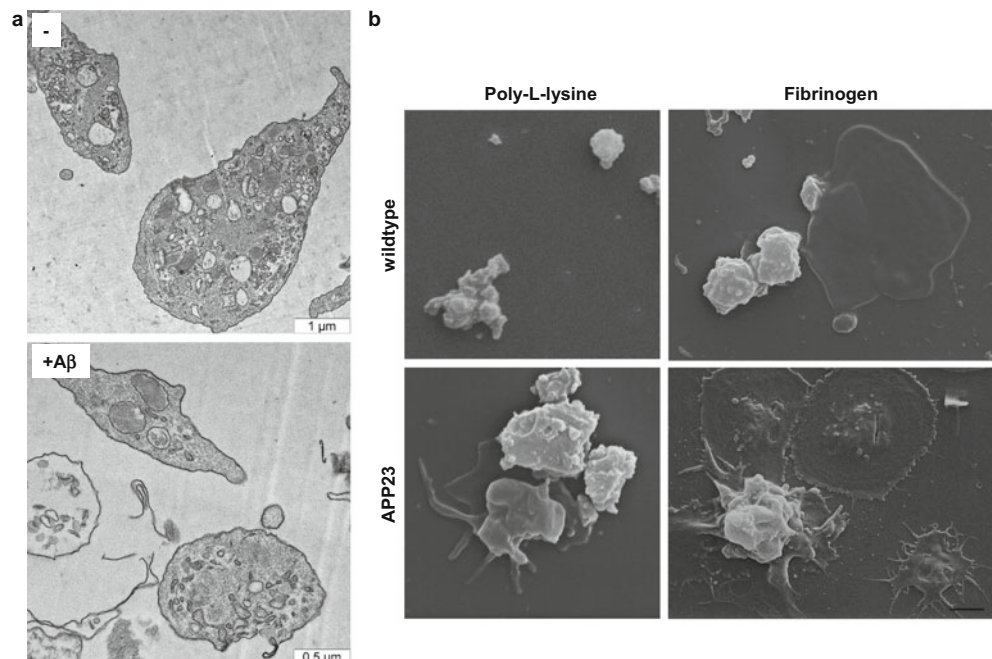 a
-
1 µm
+Aβ
0.5 µm
b
Poly-L-lysine
Fibrinogen
wildtype
APP23